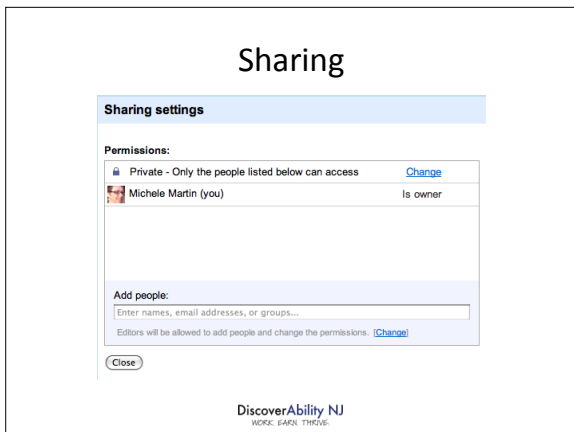 Sharing
Sharing settings
Permissions:
Private - Only the people listed below can access Change
Michele Martin (you) Is owner
Add people:
Enter names, email addresses, or groups...
Editors will be allowed to add people and change the permissions. [Change]
Close
DiscoverAbility NJ
WORK. EARN. THRIVE.